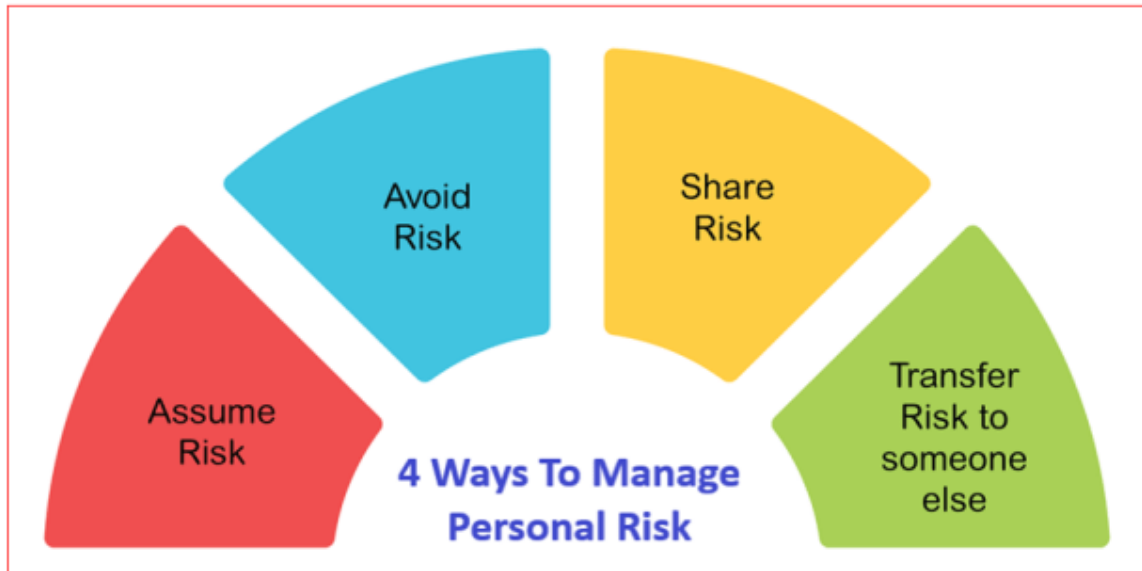 Assume
Risk
Avoid
Risk
Share
Risk
Transfer
Risk to
someone
else
4 Ways To Manage
Personal Risk